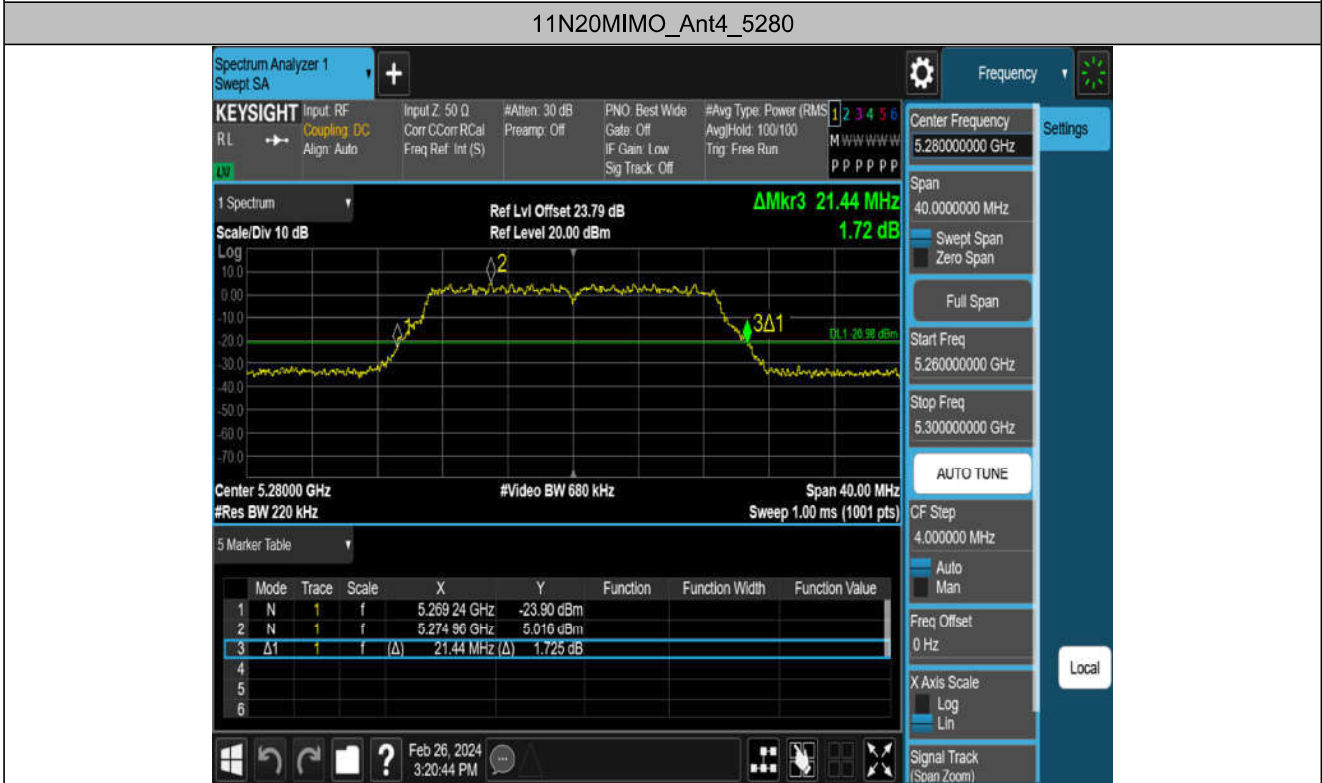 11N20MIMO_Ant4_5280
Spectrum Analyzer 1
Swept SA
+
Frequency
KEYSIGHT
RL
LXI
Input: RF
Coupling: DC
Align: Auto
Input Z: 50 Ω
Corr CCorr RCal
Freq Ref: Int (S)
#Atten: 30 dB
Preamp: Off
PNO: Best Wide
Gate: Off
IF Gain: Low
Sig Track: Off
#Avg Type: Power (RMS
Avg|Hold: 100/100
Trig: Free Run
1 2 3 4 5 6
M W W W W W
P P P P P P
1 Spectrum
Scale/Div 10 dB
Ref Lvl Offset 23.79 dB
Ref Level 20.00 dBm
ΔMkr3 21.44 MHz
1.72 dB
Log
10.0
0.00
-10.0
-20.0
-30.0
-40.0
-50.0
-60.0
-70.0
1
2
3Δ1
DL1 -20.98 dBm
Center 5.28000 GHz
#Res BW 220 kHz
#Video BW 680 kHz
Span 40.00 MHz
Sweep 1.00 ms (1001 pts)
5 Marker Table
Mode Trace Scale X Y Function Function Width Function Value
1 N 1 f 5.269 24 GHz -23.90 dBm
2 N 1 f 5.274 96 GHz 5.016 dBm
3 Δ1 1 f (Δ) 21.44 MHz (Δ) 1.725 dB
4
5
6
?
Feb 26, 2024
3:20:44 PM
Center Frequency
5.280000000 GHz
Settings
Span
40.0000000 MHz
Swept Span
Zero Span
Full Span
Start Freq
5.260000000 GHz
Stop Freq
5.300000000 GHz
AUTO TUNE
CF Step
4.000000 MHz
Auto
Man
Freq Offset
0 Hz
X Axis Scale
Log
Lin
Local
Signal Track
(Span Zoom)